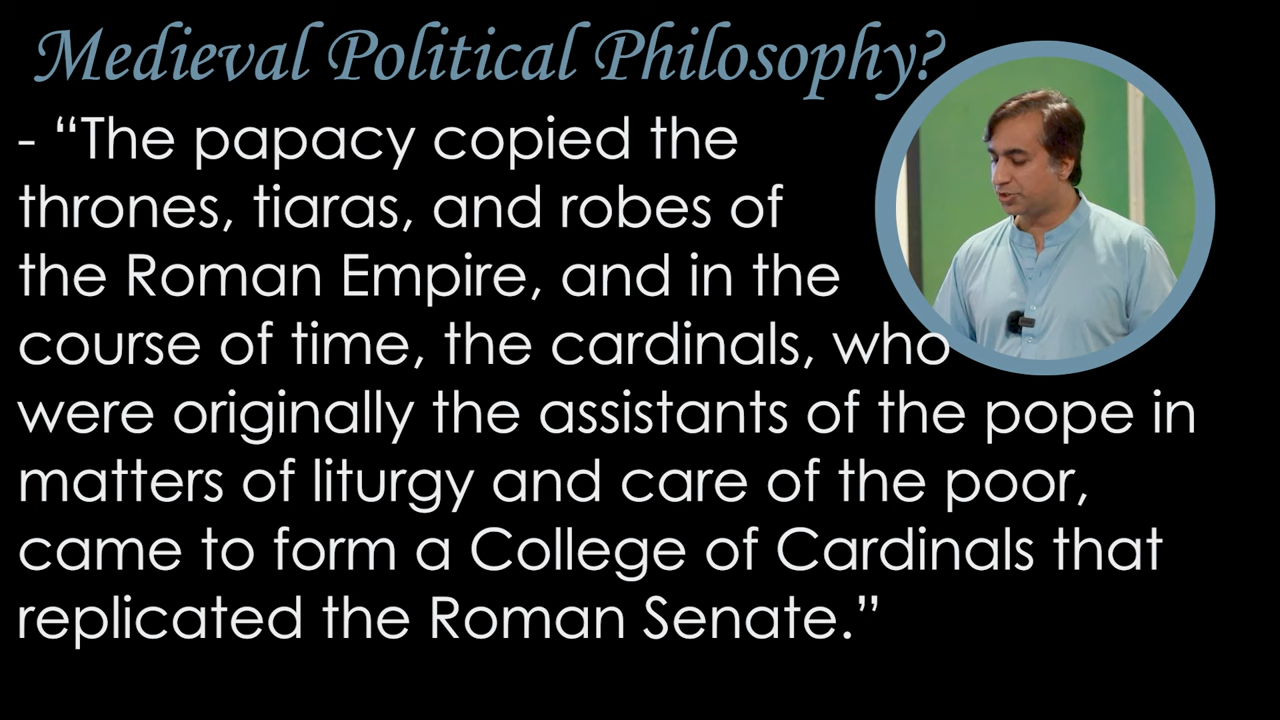 Medieval Political Philosophy?
- “The papacy copied the
thrones, tiaras, and robes of
the Roman Empire, and in the
course of time, the cardinals, who
were originally the assistants of the pope in
matters of liturgy and care of the poor,
came to form a College of Cardinals that
replicated the Roman Senate.”